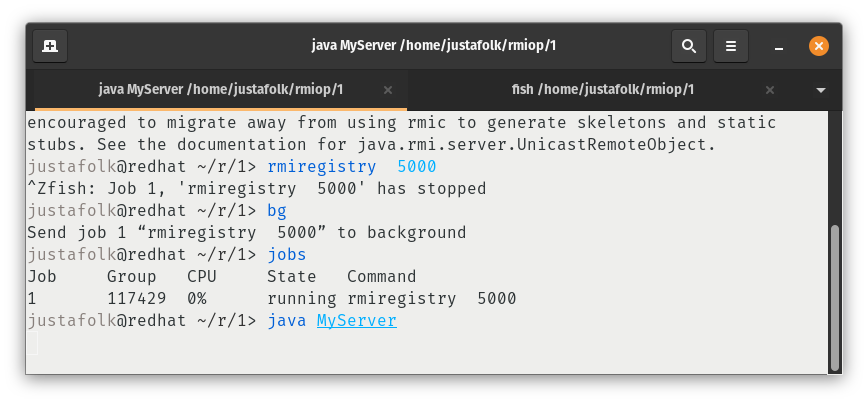 java MyServer /home/justafolk/rmiop/1
java MyServer /home/justafolk/rmiop/1
fish /home/justafolk/rmiop/1
encouraged to migrate away from using rmic to generate skeletons and static
stubs. See the documentation for java.rmi.server.UnicastRemoteObject.
justafolk@redhat ~/r/1> rmiregistry  5000
^Zfish: Job 1, 'rmiregistry  5000' has stopped
justafolk@redhat ~/r/1> bg
Send job 1 “rmiregistry  5000” to background
justafolk@redhat ~/r/1> jobs
Job     Group   CPU     State   Command
1       117429  0%      running rmiregistry  5000
justafolk@redhat ~/r/1> java MyServer